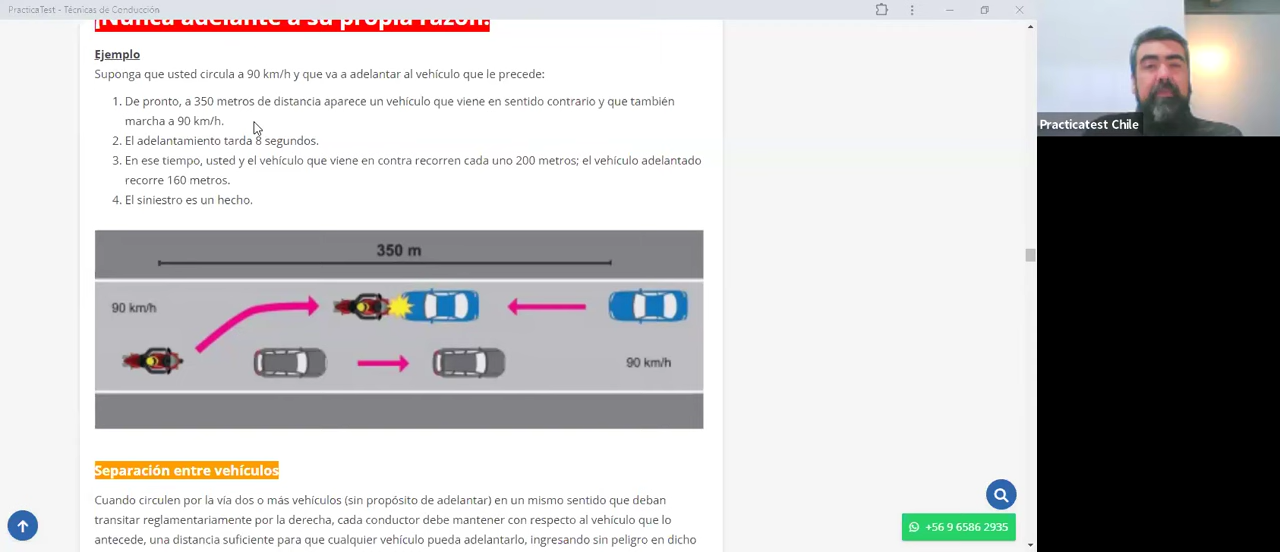 PracticaTest - Técnicas de Conducción
¡Nunca adelante a su propia razón!
Ejemplo
Suponga que usted circula a 90 km/h y que va a adelantar al vehículo que le precede:
1. De pronto, a 350 metros de distancia aparece un vehículo que viene en sentido contrario y que también
marcha a 90 km/h.
2. El adelantamiento tarda 8 segundos.
3. En ese tiempo, usted y el vehículo que viene en contra recorren cada uno 200 metros; el vehículo adelantado
recorre 160 metros.
4. El siniestro es un hecho.
350 m
90 km/h
90 km/h
Separación entre vehículos
Cuando circulen por la vía dos o más vehículos (sin propósito de adelantar) en un mismo sentido que deban
transitar reglamentariamente por la derecha, cada conductor debe mantener con respecto al vehículo que lo
antecede, una distancia suficiente para que cualquier vehículo pueda adelantarlo, ingresando sin peligro en dicho
+56 9 6586 2935
Practicatest Chile